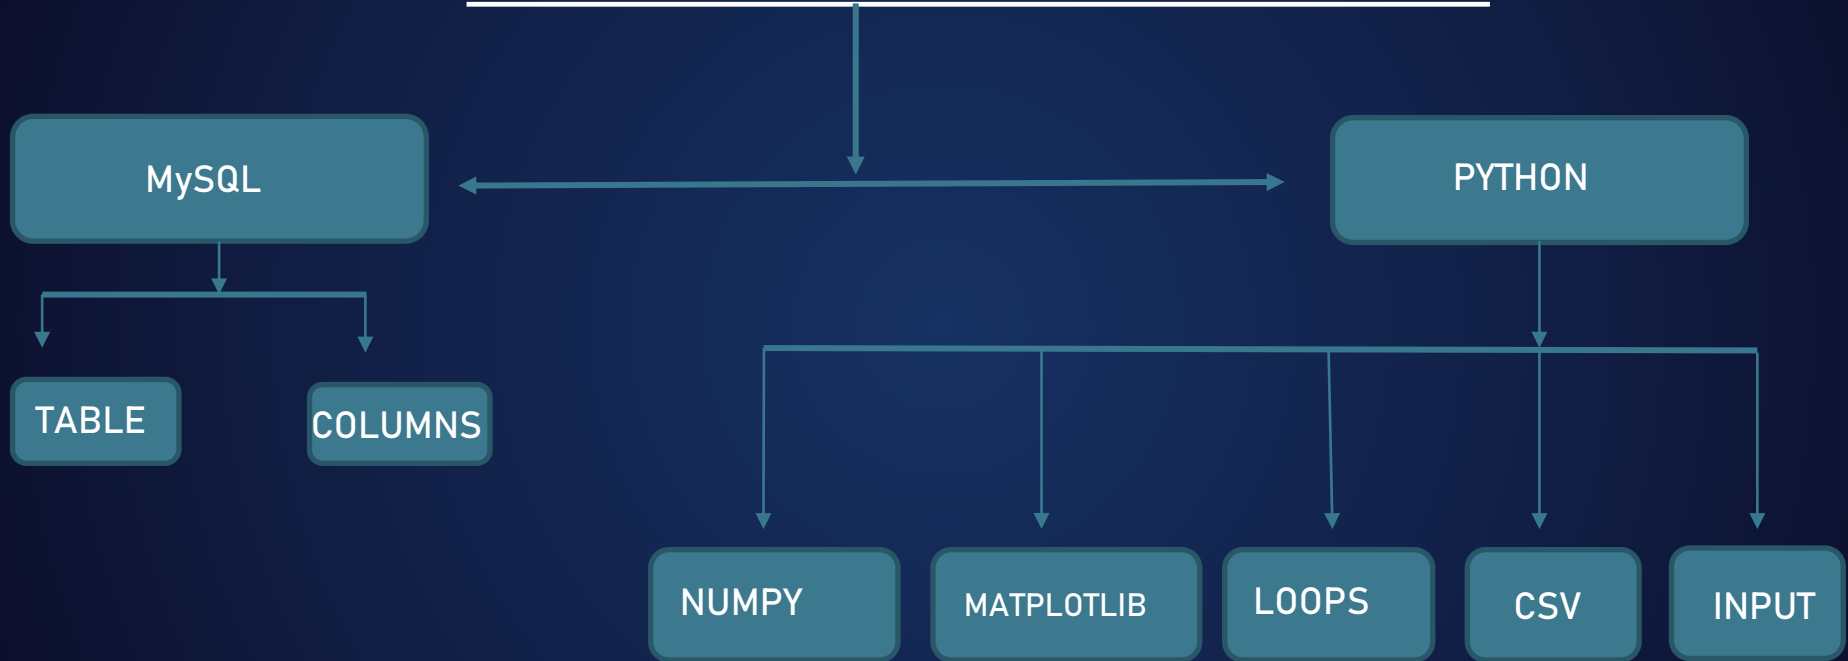 MySQL
PYTHON
TABLE
COLUMNS
NUMPY
MATPLOTLIB
LOOPS
CSV
INPUT